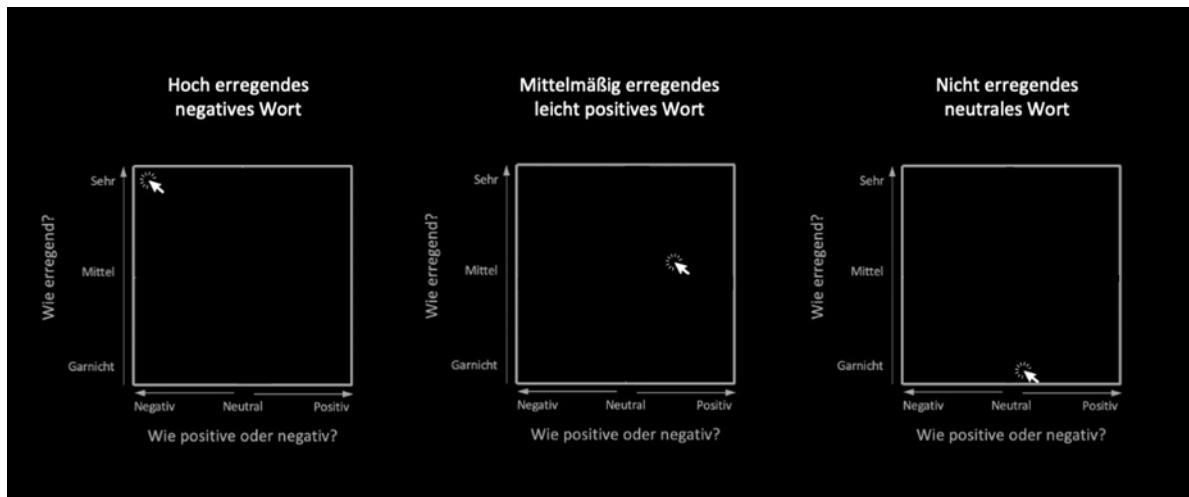 Hoch erregendes
negatives Wort
Sehr
Mittel
Garnicht
Wie erregend?
Negativ Neutral Positiv
Wie positive oder negativ?
Mittelmäßig erregendes
leicht positives Wort
Sehr
Mittel
Garnicht
Wie erregend?
Negativ Neutral Positiv
Wie positive oder negativ?
Nicht erregendes
neutrales Wort
Sehr
Mittel
Garnicht
Wie erregend?
Negativ Neutral Positiv
Wie positive oder negativ?